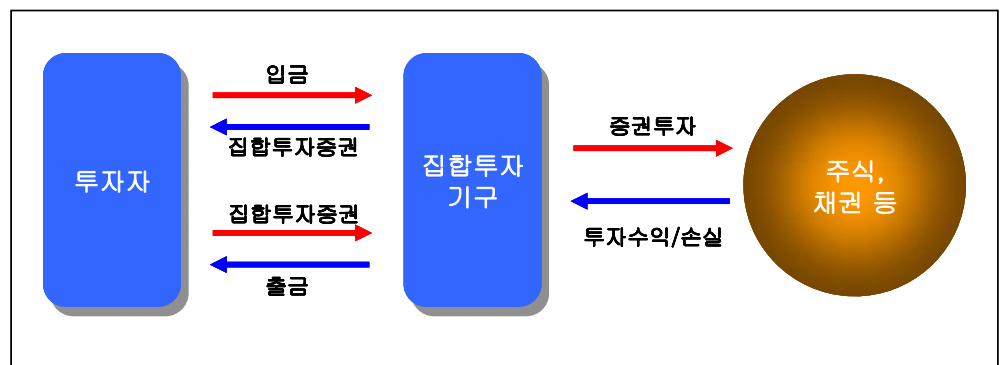 입금
집합투자증권
투자자
집합투자증권
출금
집합투자
기구
증권투자
투자수익/손실
주식,
채권 등